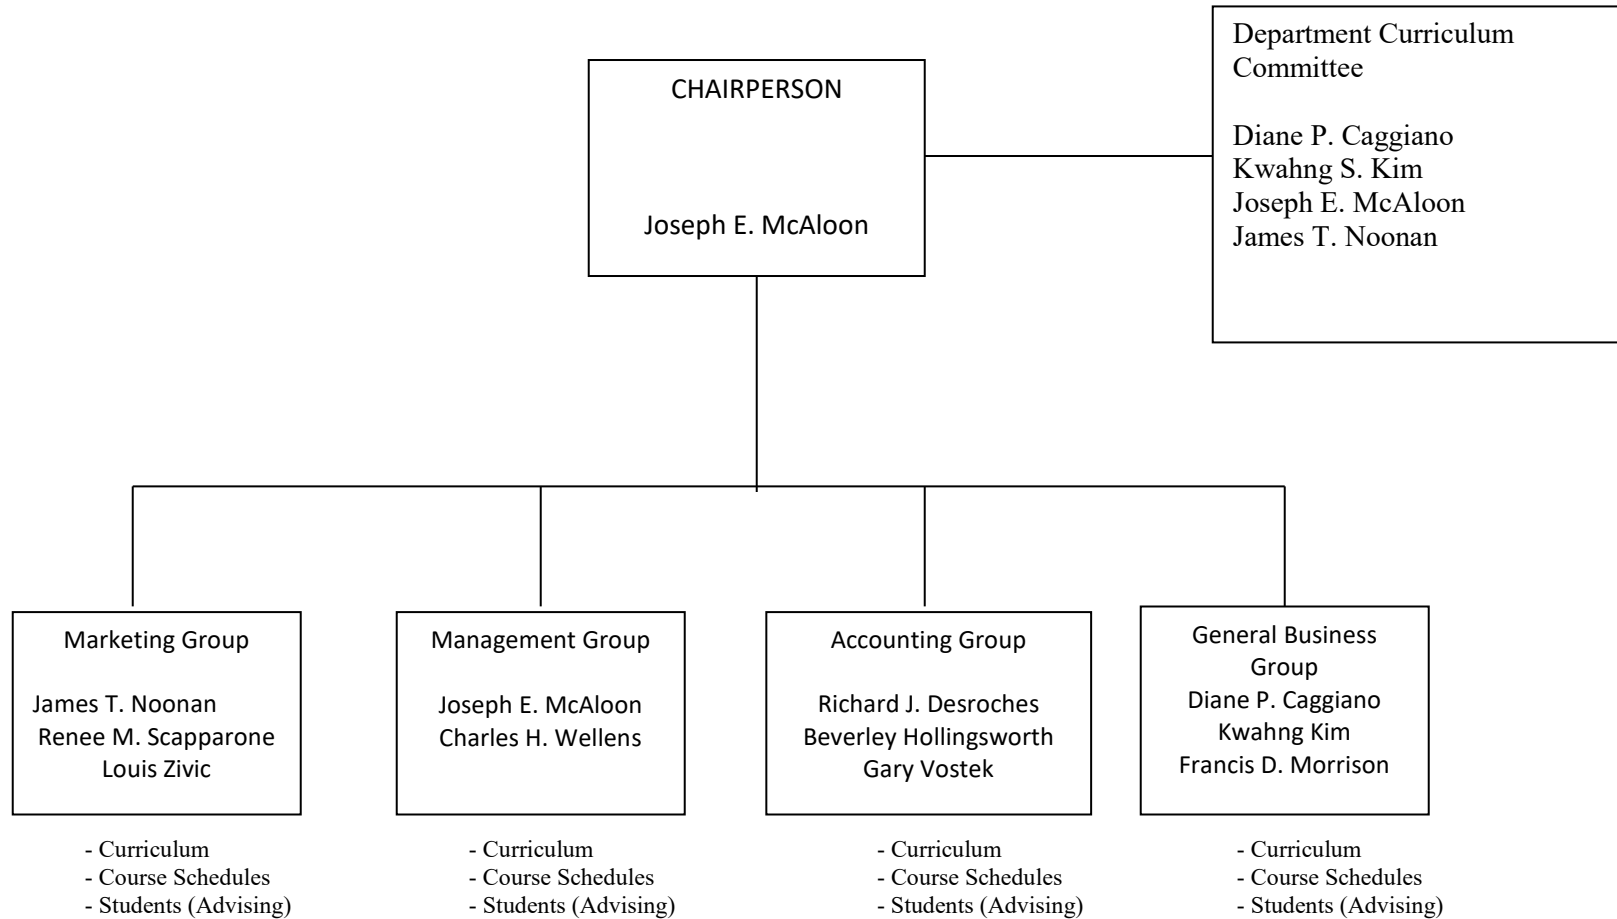 CHAIRPERSON
Joseph E. McAloon
Department Curriculum
Committee
Diane P. Caggiano
Kwahng S. Kim
Joseph E. McAloon
James T. Noonan
Marketing Group
James T. Noonan
Renee M. Scapparone
Louis Zivic
- Curriculum
- Course Schedules
- Students (Advising)
Management Group
Joseph E. McAloon
Charles H. Wellens
- Curriculum
- Course Schedules
- Students (Advising)
Accounting Group
Richard J. Desroches
Beverley Hollingsworth
Gary Vostek
- Curriculum
- Course Schedules
- Students (Advising)
General Business
Group
Diane P. Caggiano
Kwahng Kim
Francis D. Morrison
- Curriculum
- Course Schedules
- Students (Advising)